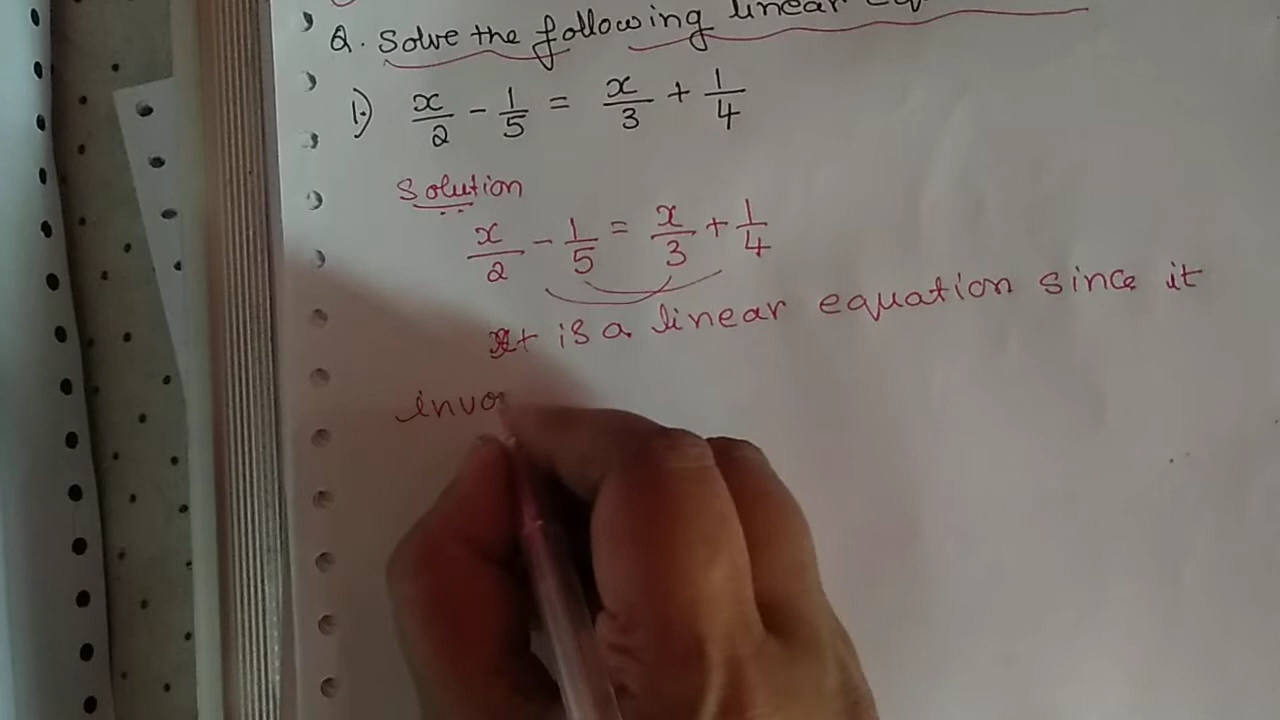 Q. Solve the following linear
1.) x/2 - 1/5 = x/3 + 1/4
Solution
x/2 - 1/5 = x/3 + 1/4
It is a linear equation since it